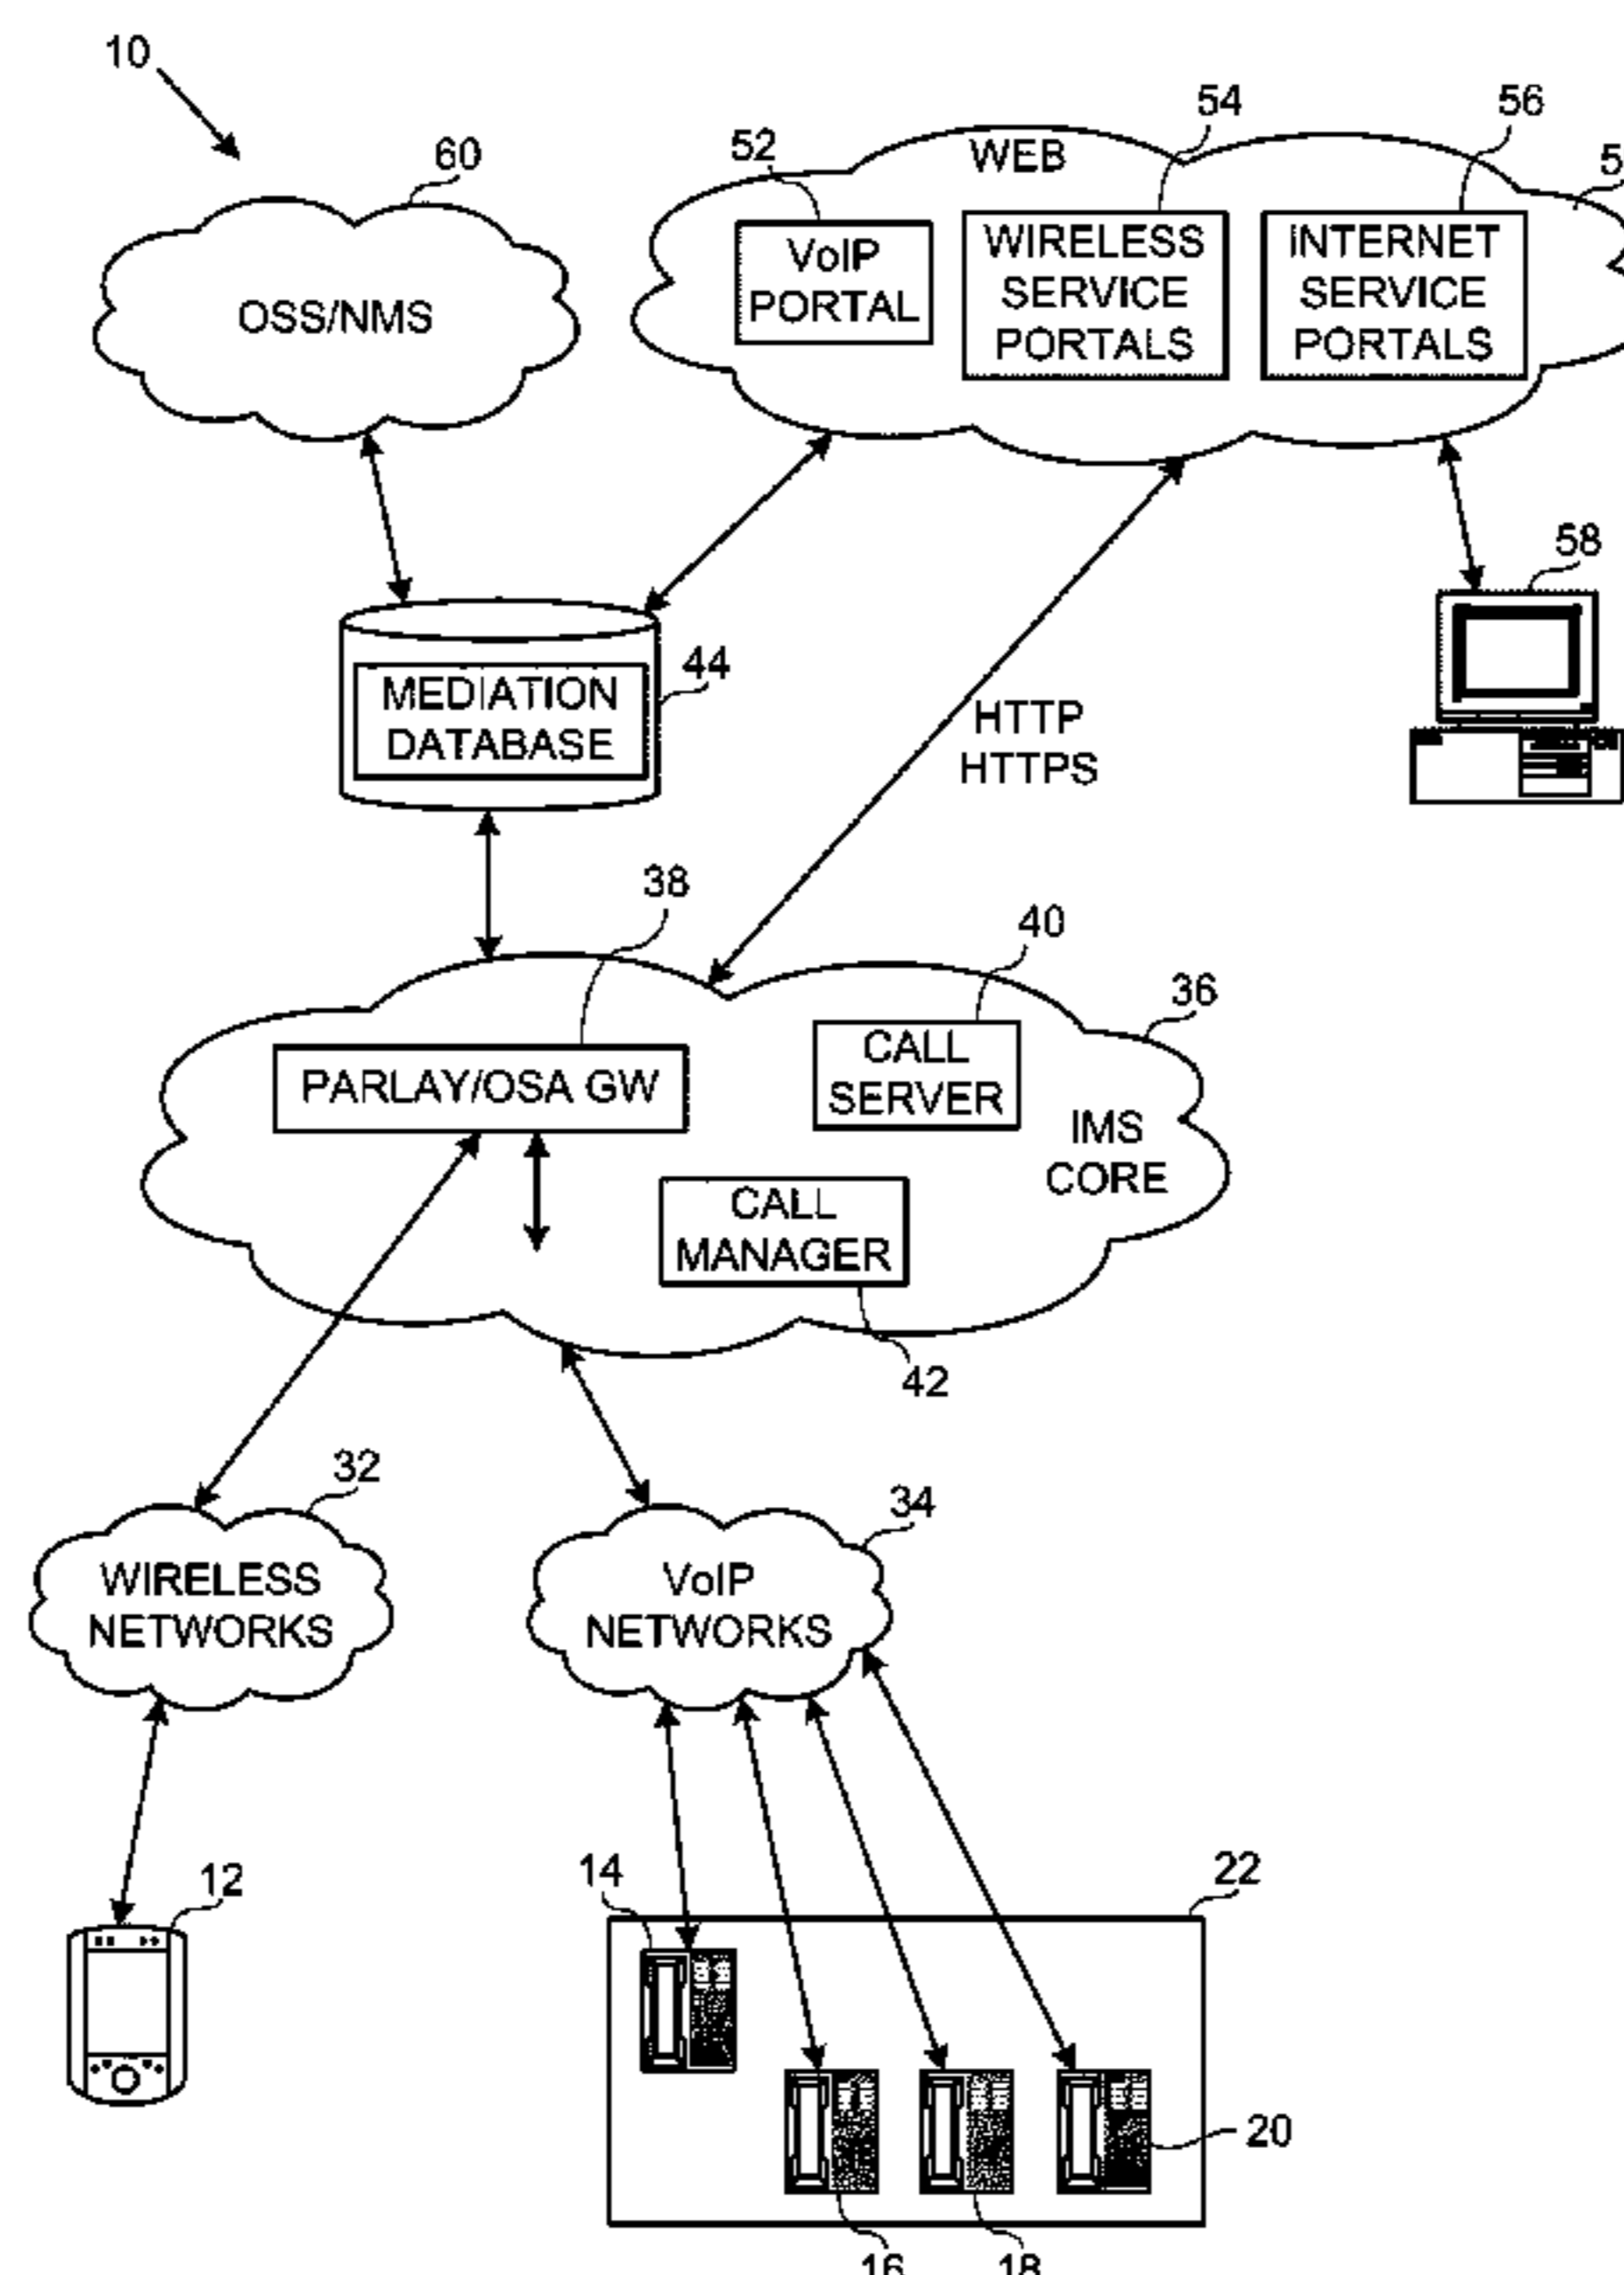 10
60
52
WEB
54
56
VoIP
PORTAL
WIRELESS
SERVICE
PORTALS
INTERNET
SERVICE
PORTALS
OSS/NMS
58
MEDIATION
DATABASE
44
HTTP
HTTPS
38
40
36
PARLAY/OSA GW
CALL
SERVER
IMS
CORE
CALL
MANAGER
42
32
34
WIRELESS
NETWORKS
VoIP
NETWORKS
12
14
22
20
16
18